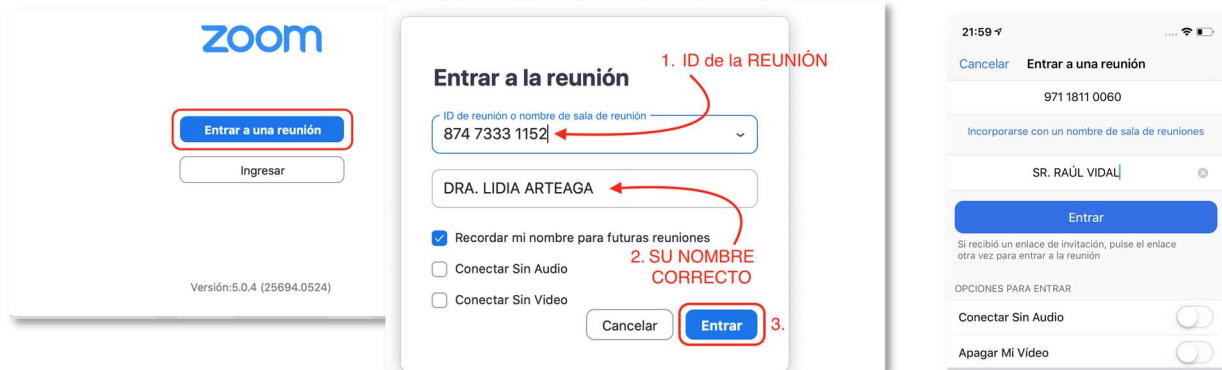 zoom
Entrar a una reunión
Ingresar
Versión:5.0.4 (25694.0524)
Entrar a la reunión
1. ID de la REUNIÓN
ID de reunión o nombre de sala de reunión
874 7333 1152
DRA. LIDIA ARTEAGA
Recordar mi nombre para futuras reuniones
2. SU NOMBRE
CORRECTO
Conectar Sin Audio
Conectar Sin Video
Cancelar
Entrar
3.
21:59
Cancelar
Entrar a una reunión
971 1811 0060
Incorporarse con un nombre de sala de reuniones
SR. RAÚL VIDAL
Entrar
Si recibió un enlace de invitación, pulse el enlace
otra vez para entrar a la reunión
OPCIONES PARA ENTRAR
Conectar Sin Audio
Apagar Mi Vídeo